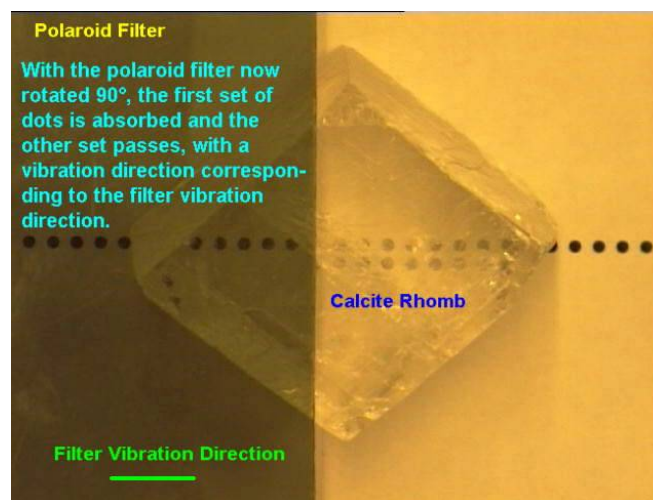 Polaroid Filter
With the polaroid filter now
rotated 90°, the first set of
dots is absorbed and the
other set passes, with a
vibration direction correspon-
ding to the filter vibration
direction.
Calcite Rhomb
Filter Vibration Direction